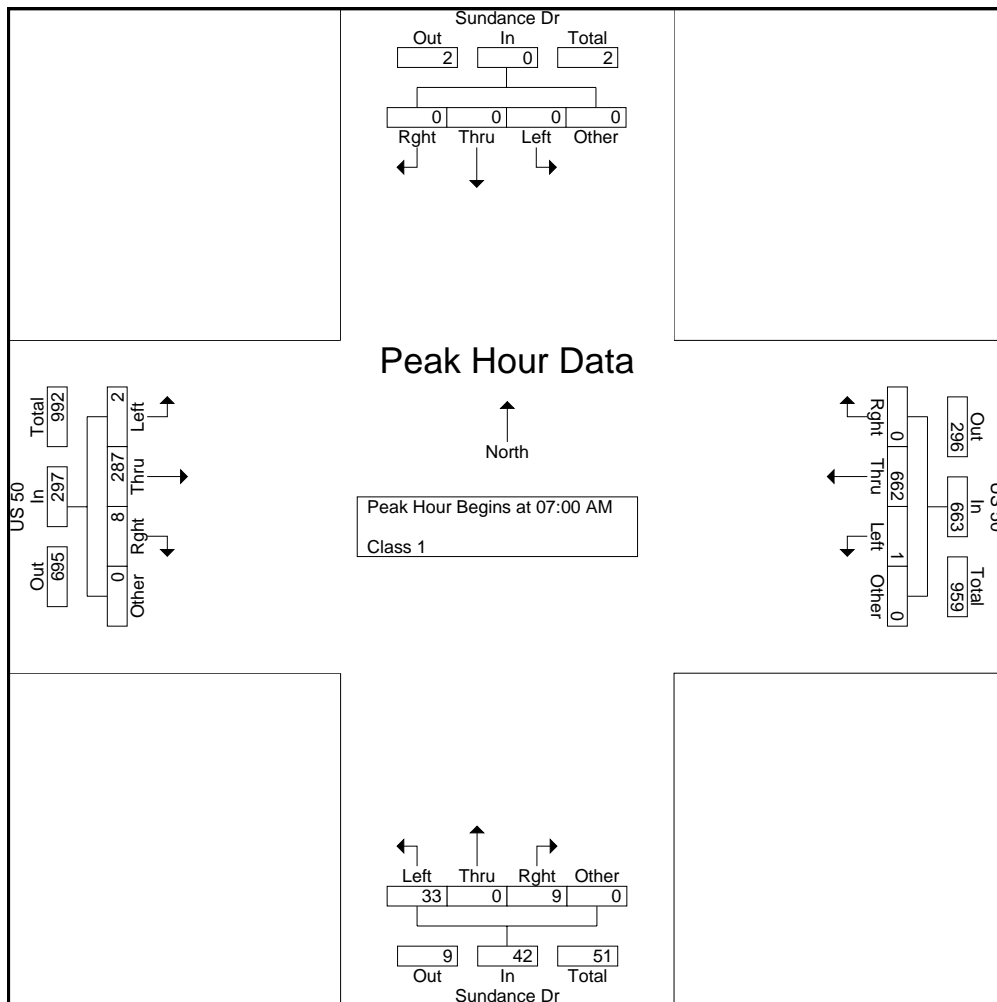 Sundance Dr
Out In Total
2 0 2
0 0 0 0
Rght Thru Left Other
Peak Hour Data
North
Peak Hour Begins at 07:00 AM
Class 1
US 50
Total In Out
992 297 695
2 287 8 0
Left Thru Rght Other
Rght Thru Left Other
0 662 1 0
Out In Total
296 663 959
US 50
Left Thru Rght Other
33 0 9 0
9 42 51
Out In Total
Sundance Dr